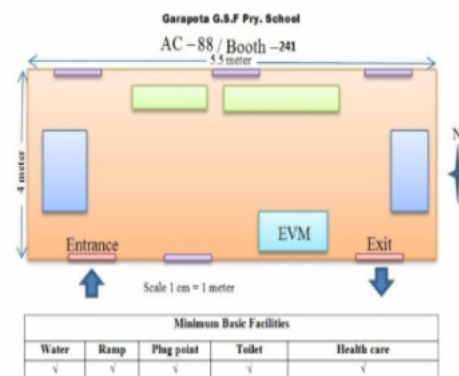 Garapota G.S.F Pry. School
AC – 88 / Booth – 241
5.5 meter
4 meter
N
EVM
Entrance
Exit
Scale 1 cm = 1 meter
Minimum Basic Facilities
Water Ramp Plug point Toilet Health care
√ √ √ √ √